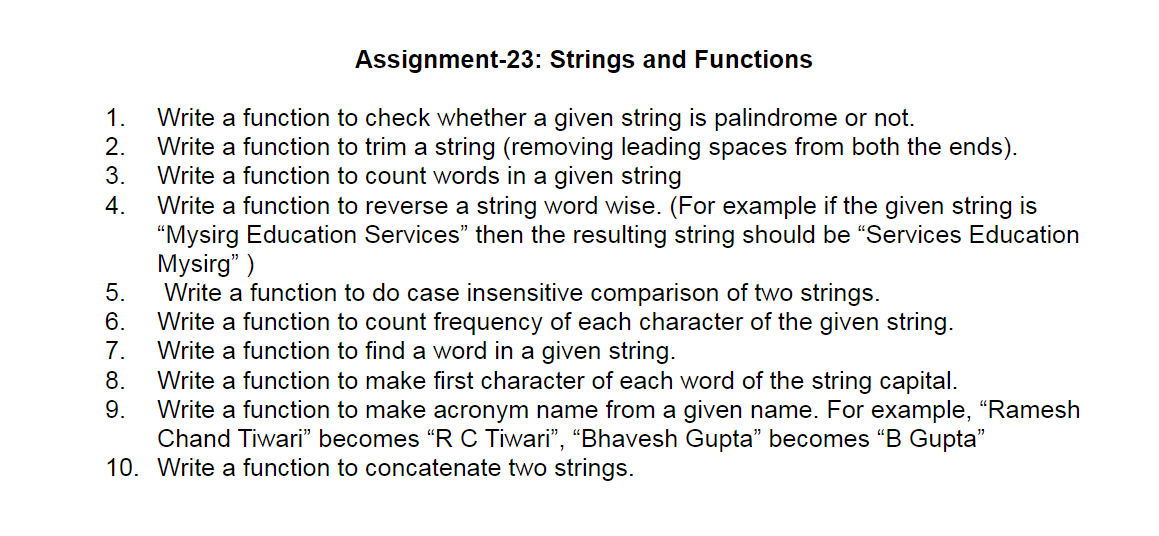 Assignment-23: Strings and Functions
1. Write a function to check whether a given string is palindrome or not.
2. Write a function to trim a string (removing leading spaces from both the ends).
3. Write a function to count words in a given string
4. Write a function to reverse a string word wise. (For example if the given string is
“Mysirg Education Services” then the resulting string should be “Services Education
Mysirg” )
5. Write a function to do case insensitive comparison of two strings.
6. Write a function to count frequency of each character of the given string.
7. Write a function to find a word in a given string.
8. Write a function to make first character of each word of the string capital.
9. Write a function to make acronym name from a given name. For example, “Ramesh
Chand Tiwari” becomes “R C Tiwari”, “Bhavesh Gupta” becomes “B Gupta”
10. Write a function to concatenate two strings.